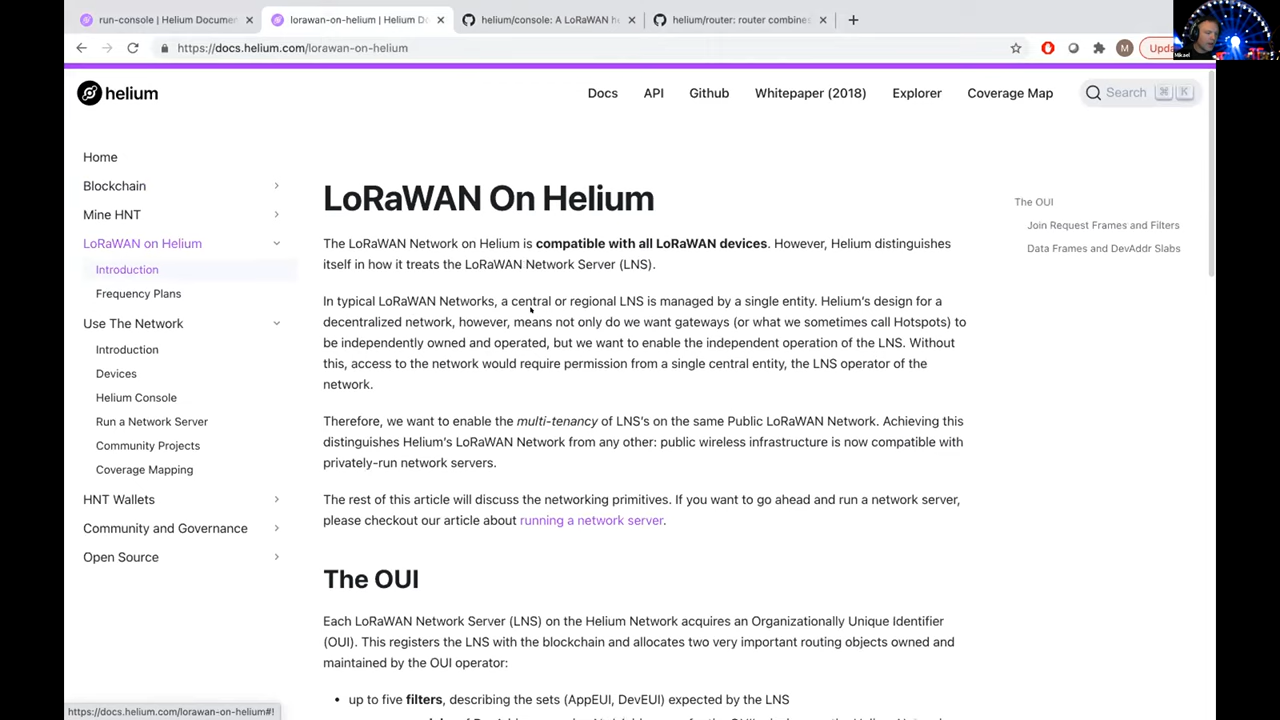 run-console | Helium Documen
lorawan-on-helium | Helium D
helium/console: A LoRaWAN he
helium/router: router combine
https://docs.helium.com/lorawan-on-helium
M
Upda
Mikael
helium
Docs
API
Github
Whitepaper (2018)
Explorer
Coverage Map
Search
⌘
K
Home
Blockchain
Mine HNT
LoRaWAN on Helium
Introduction
Frequency Plans
Use The Network
Introduction
Devices
Helium Console
Run a Network Server
Community Projects
Coverage Mapping
HNT Wallets
Community and Governance
Open Source
LoRaWAN On Helium
The LoRaWAN Network on Helium is compatible with all LoRaWAN devices. However, Helium distinguishes
itself in how it treats the LoRaWAN Network Server (LNS).
In typical LoRaWAN Networks, a central or regional LNS is managed by a single entity. Helium's design for a
decentralized network, however, means not only do we want gateways (or what we sometimes call Hotspots) to
be independently owned and operated, but we want to enable the independent operation of the LNS. Without
this, access to the network would require permission from a single central entity, the LNS operator of the
network.
Therefore, we want to enable the multi-tenancy of LNS's on the same Public LoRaWAN Network. Achieving this
distinguishes Helium's LoRaWAN Network from any other: public wireless infrastructure is now compatible with
privately-run network servers.
The rest of this article will discuss the networking primitives. If you want to go ahead and run a network server,
please checkout our article about running a network server.
The OUI
Each LoRaWAN Network Server (LNS) on the Helium Network acquires an Organizationally Unique Identifier
(OUI). This registers the LNS with the blockchain and allocates two very important routing objects owned and
maintained by the OUI operator:
• up to five filters, describing the sets (AppEUI, DevEUI) expected by the LNS
The OUI
Join Request Frames and Filters
Data Frames and DevAddr Slabs
https://docs.helium.com/lorawan-on-helium#!